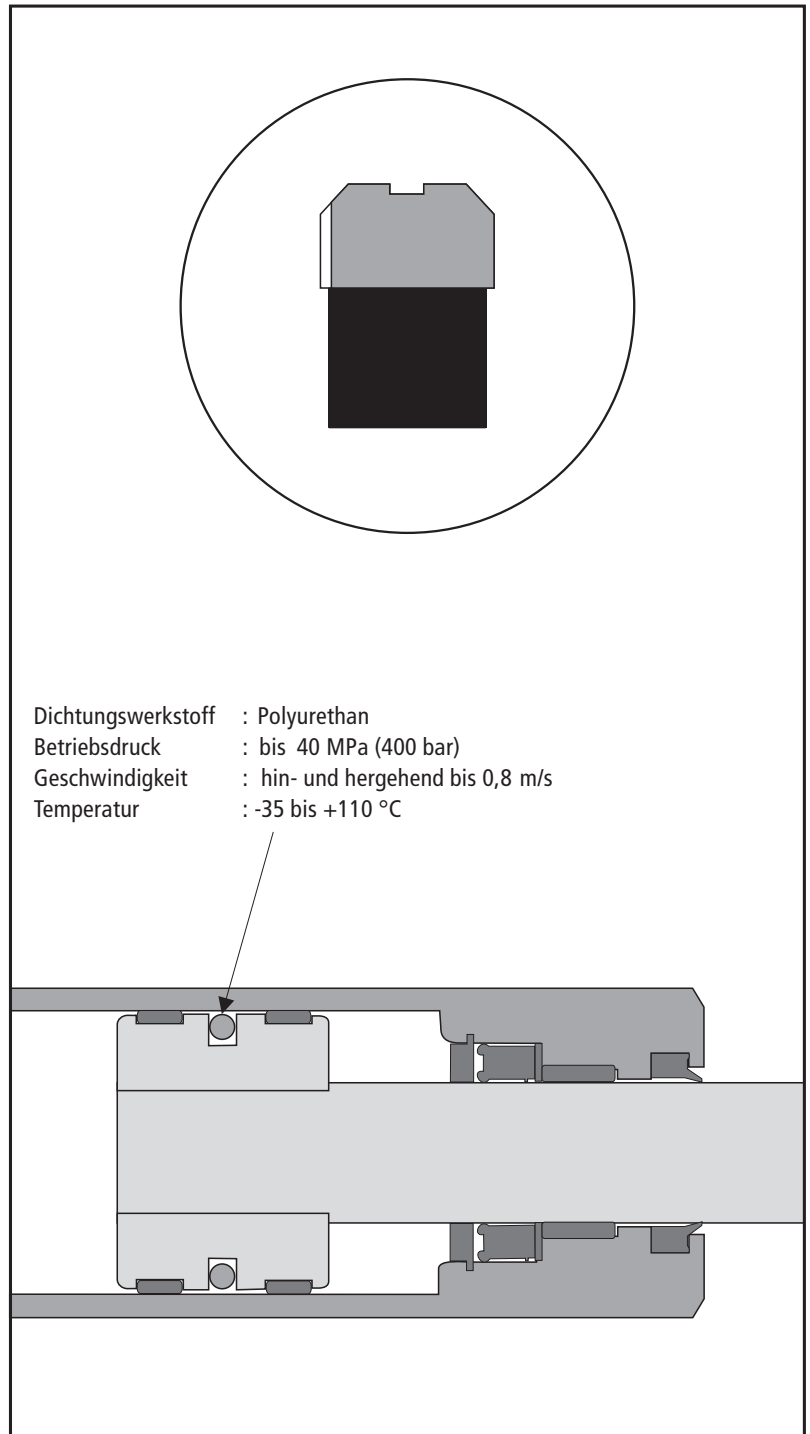 Dichtungswerkstoff : Polyurethan
Betriebsdruck : bis 40 MPa (400 bar)
Geschwindigkeit : hin- und hergehend bis 0,8 m/s
Temperatur : -35 bis +110 °C